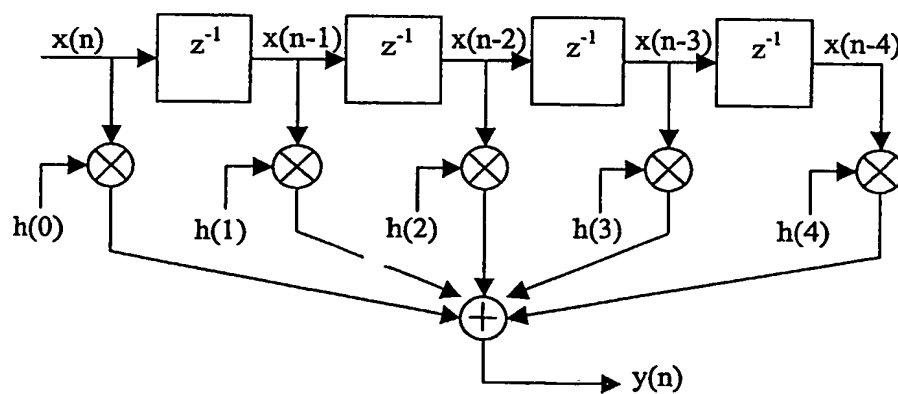 x(n) z⁻¹ x(n-1) z⁻¹ x(n-2) z⁻¹ x(n-3) z⁻¹ x(n-4)
h(0) h(1) h(2) h(3) h(4)
y(n)